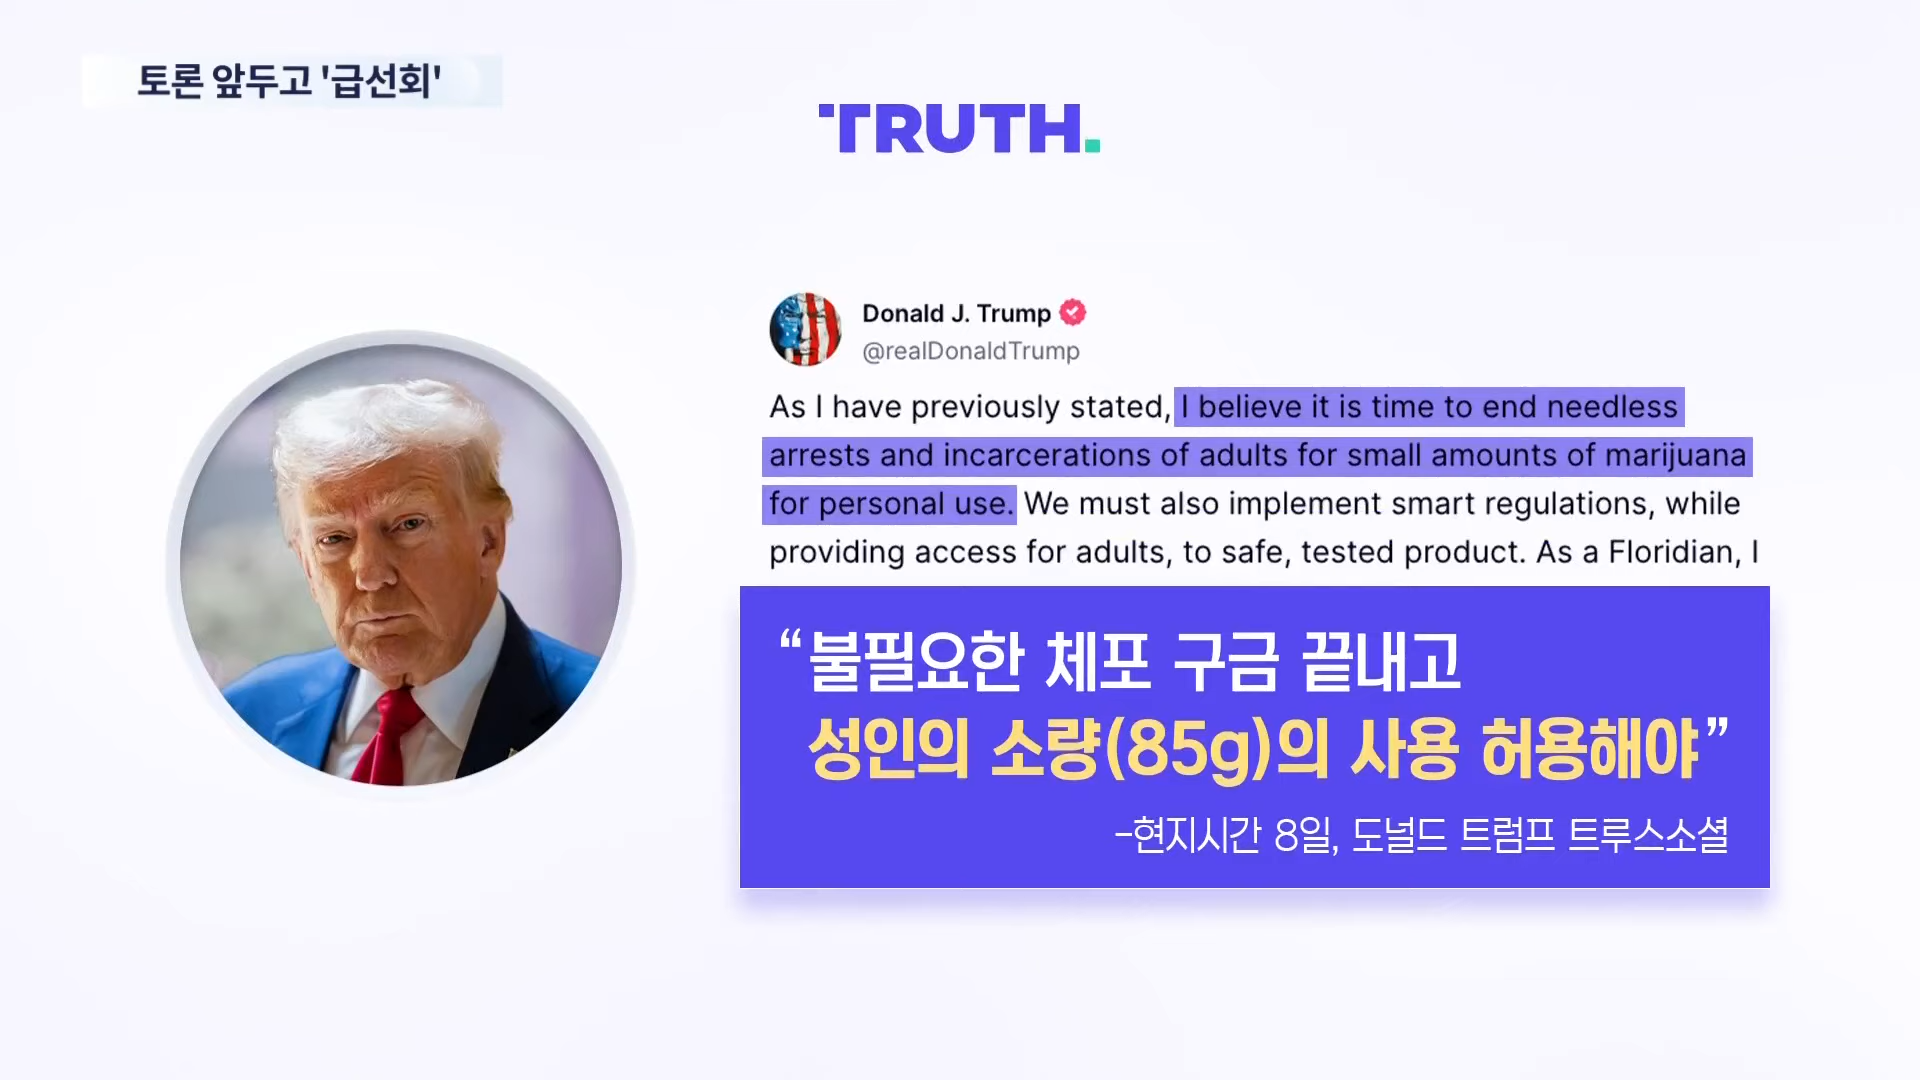 토론 앞두고 '급선회'
TRUTH.
Donald J. Trump
@realDonaldTrump
As I have previously stated, I believe it is time to end needless
arrests and incarcerations of adults for small amounts of marijuana
for personal use. We must also implement smart regulations, while
providing access for adults, to safe, tested product. As a Floridian, I
“불필요한 체포 구금 끝내고
성인의 소량(85g)의 사용 허용해야”
-현지시간 8일, 도널드 트럼프 트루스소셜